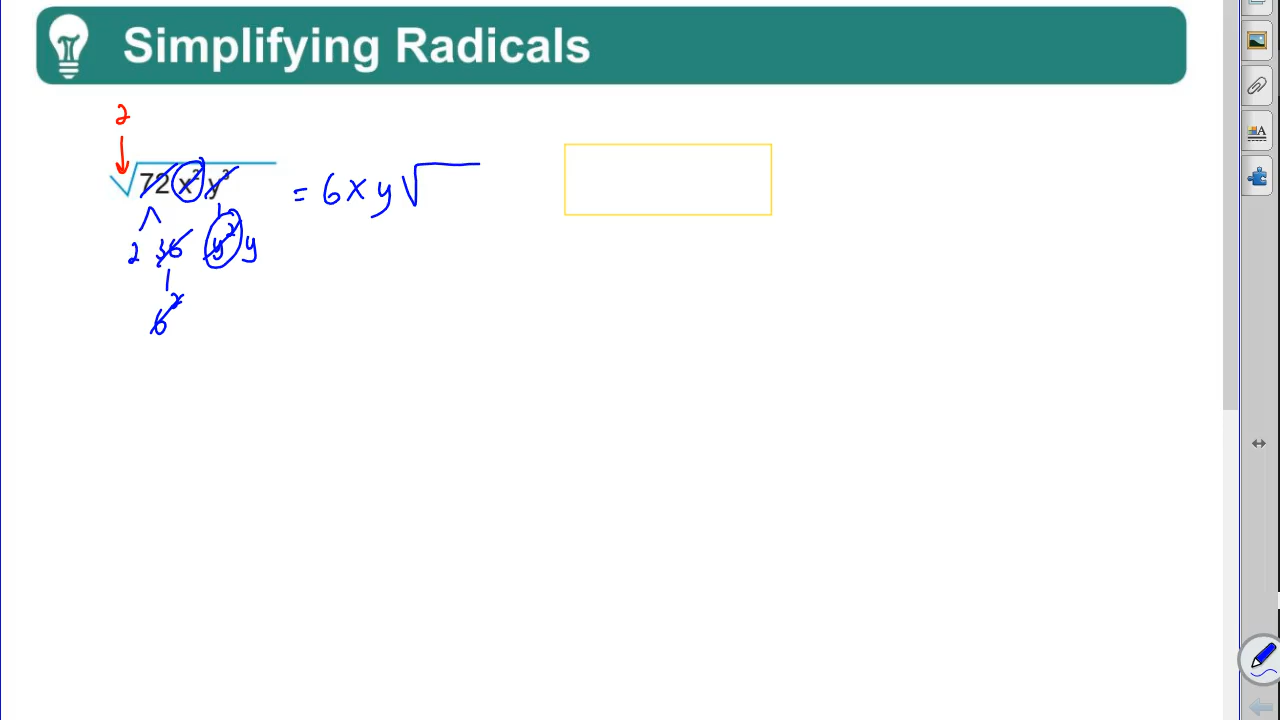 Simplifying Radicals
2
√72x²y³ = 6xy√
2 36 y² y
6²